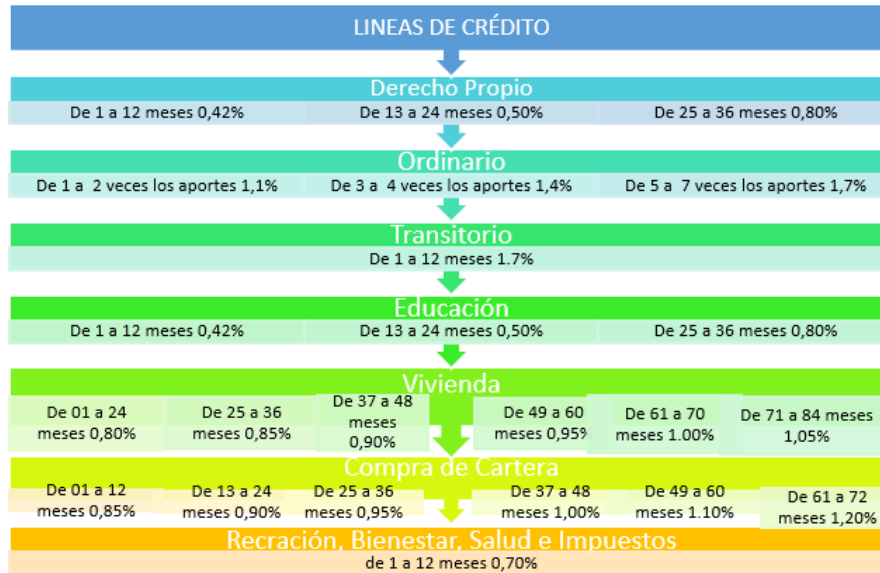 LINEAS DE CRÉDITO
Derecho Propio
De 1 a 12 meses 0,42%
De 13 a 24 meses 0,50%
De 25 a 36 meses 0,80%
Ordinario
De 1 a 2 veces los aportes 1,1%
De 3 a 4 veces los aportes 1,4%
De 5 a 7 veces los aportes 1,7%
Transitorio
De 1 a 12 meses 1.7%
Educación
De 1 a 12 meses 0,42%
De 13 a 24 meses 0,50%
De 25 a 36 meses 0,80%
Vivienda
De 01 a 24
meses 0,80%
De 25 a 36
meses 0,85%
De 37 a 48
meses
0,90%
De 49 a 60
meses 0,95%
De 61 a 70
meses 1.00%
De 71 a 84 meses
1,05%
Compra de Cartera
De 01 a 12
meses 0,85%
De 13 a 24
meses 0,90%
De 25 a 36
meses 0,95%
De 37 a 48
meses 1,00%
De 49 a 60
meses 1.10%
De 61 a 72
meses 1,20%
Recración, Bienestar, Salud e Impuestos
de 1 a 12 meses 0,70%